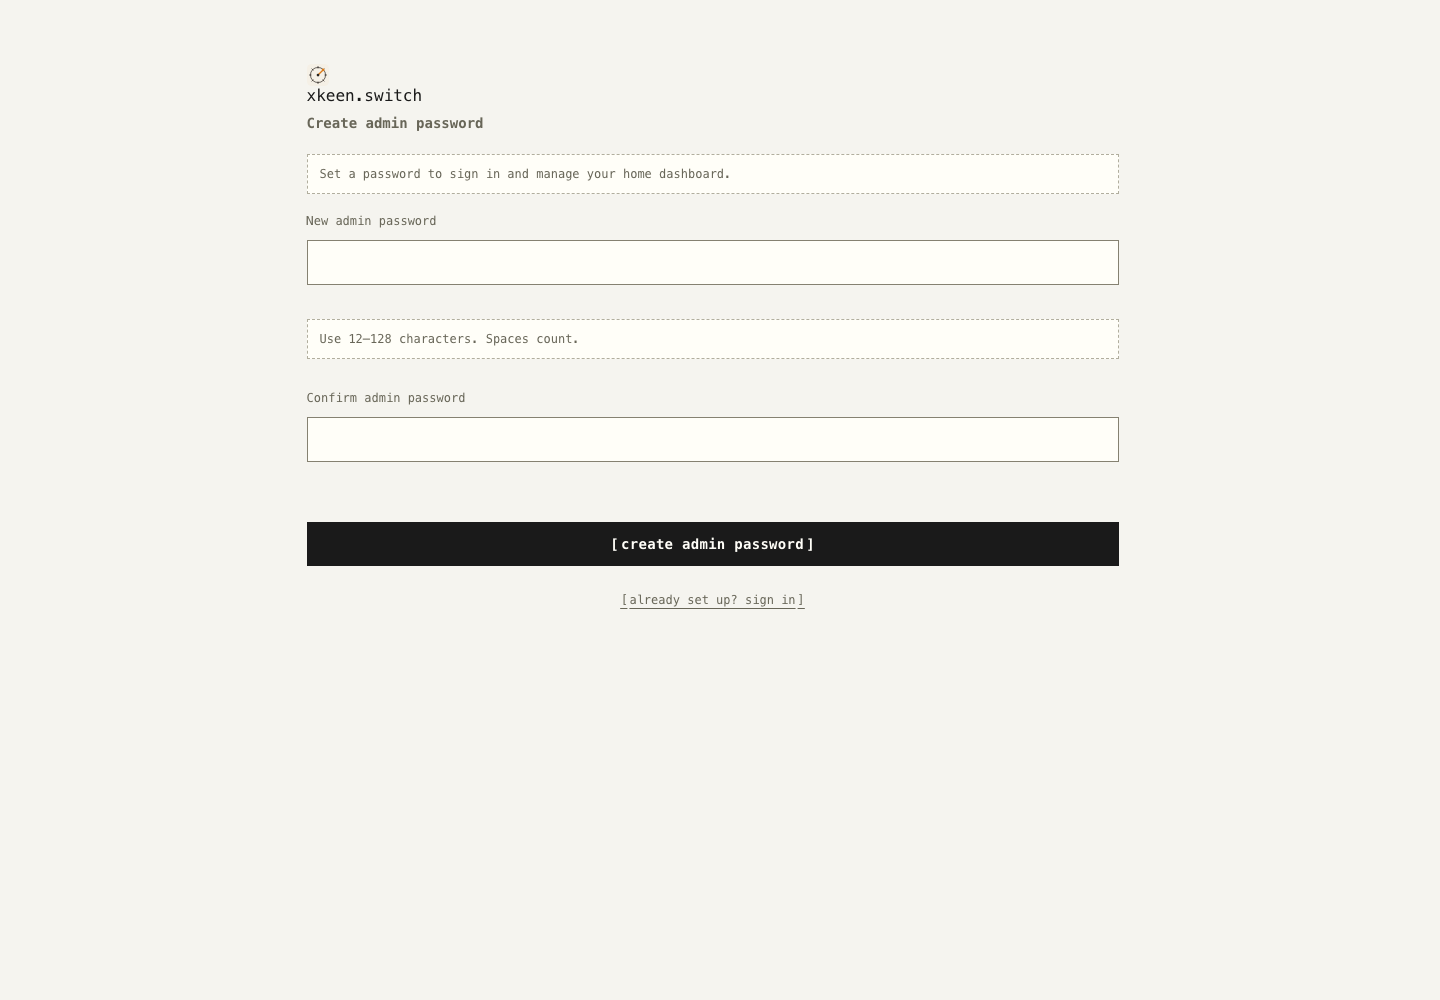 xkeen.switch
Create admin password
Set a password to sign in and manage your home dashboard.
New admin password
Use 12–128 characters. Spaces count.
Confirm admin password
[create admin password]
[already set up? sign in]